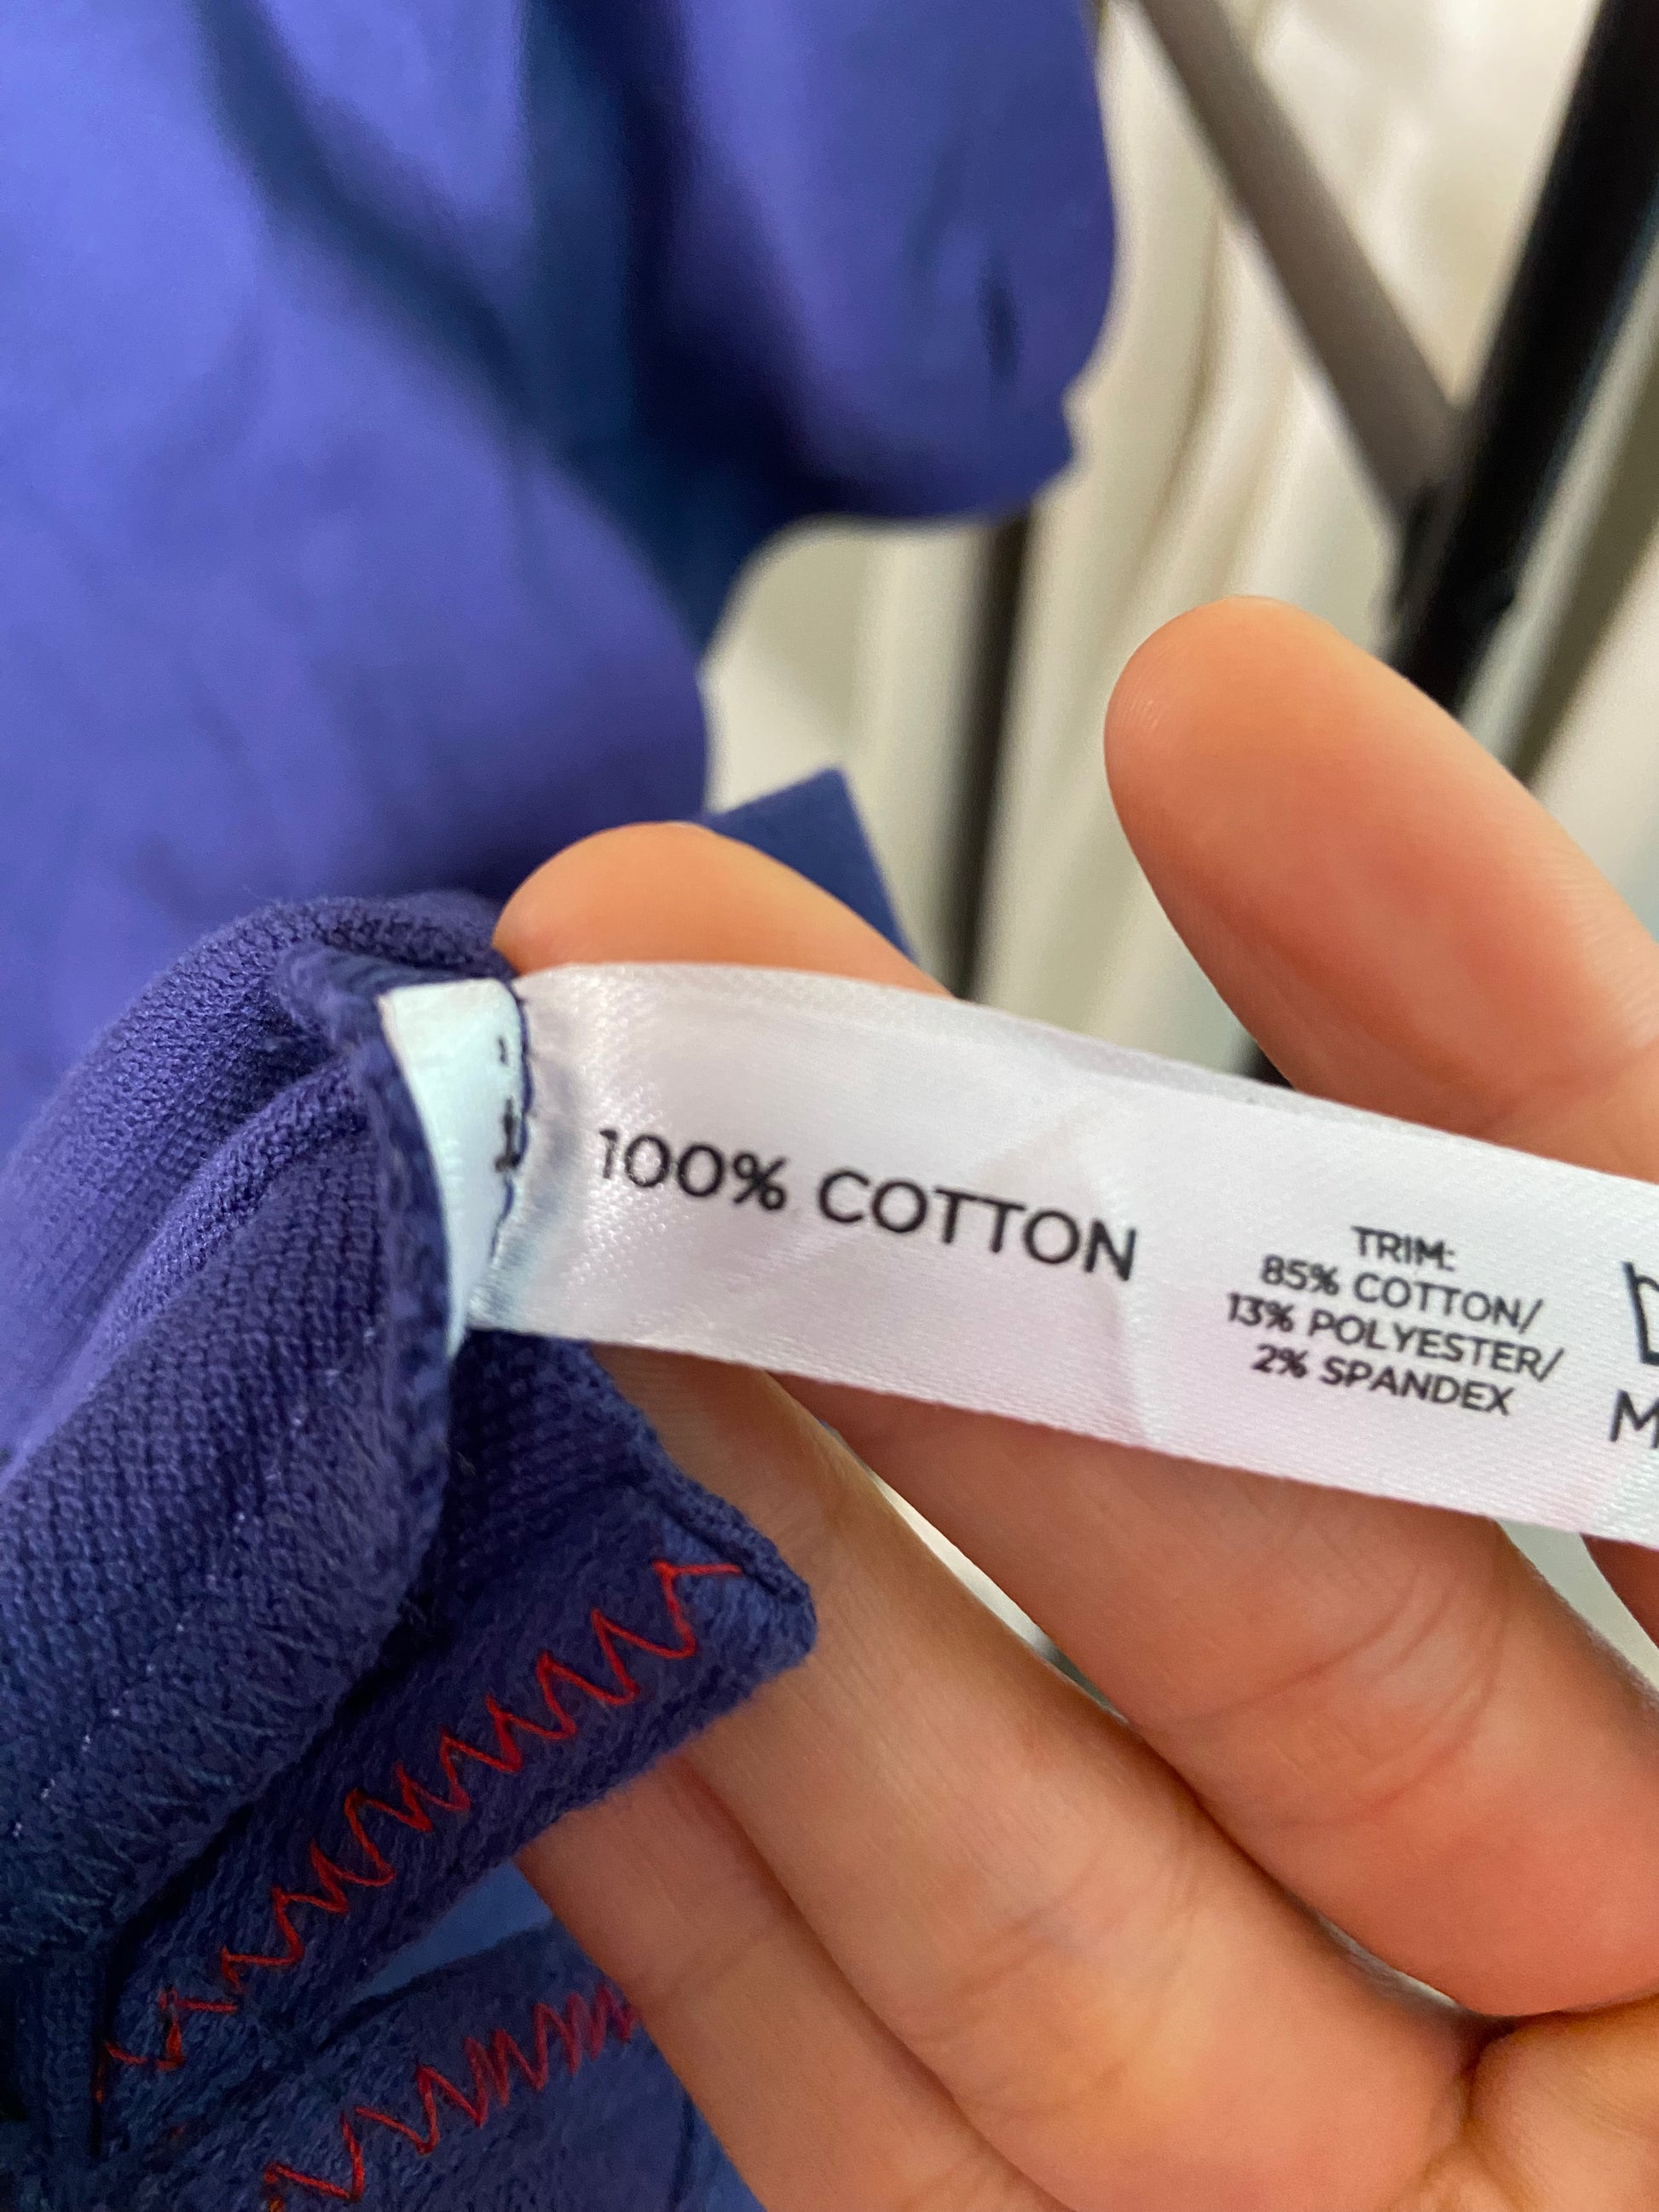 100% COTTON
TRIM:
85% COTTON/
13% POLYESTER/
2% SPANDEX